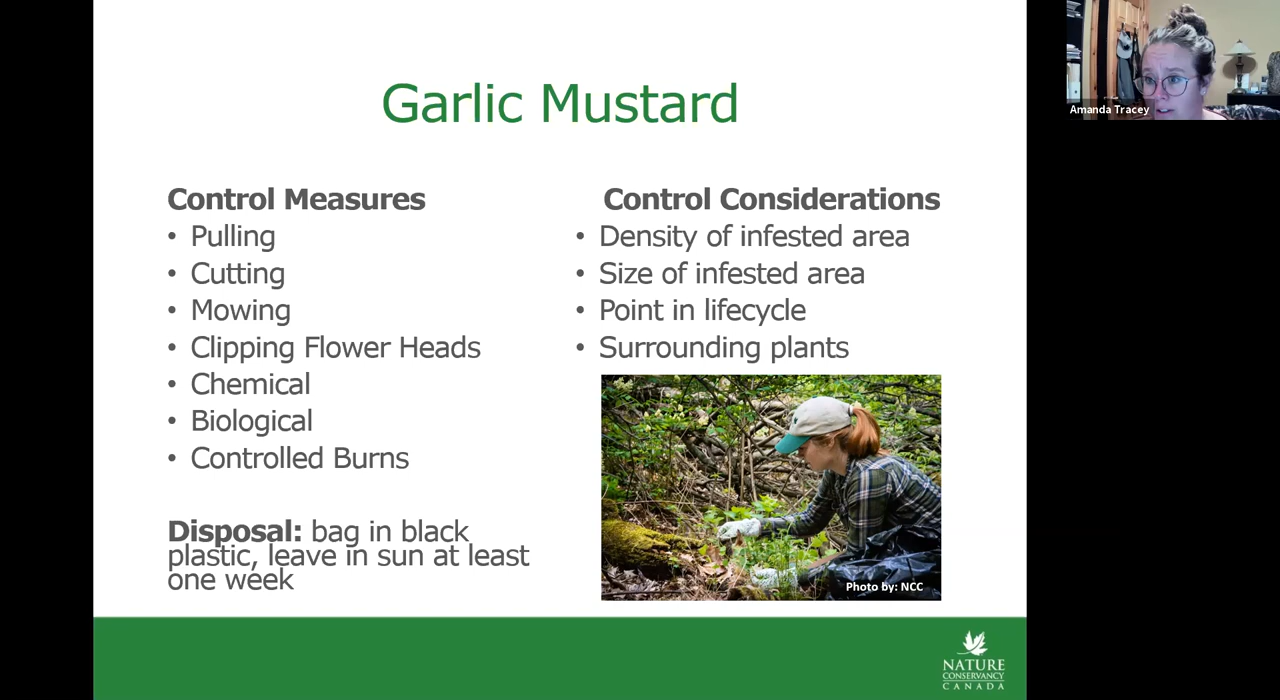 Garlic Mustard
Control Measures
• Pulling
• Cutting
• Mowing
• Clipping Flower Heads
• Chemical
• Biological
• Controlled Burns
Disposal: bag in black
plastic, leave in sun at least
one week
Control Considerations
• Density of infested area
• Size of infested area
• Point in lifecycle
• Surrounding plants
Photo by: NCC
NATURE
CONSERVANCY
CANADA
Amanda Tracey